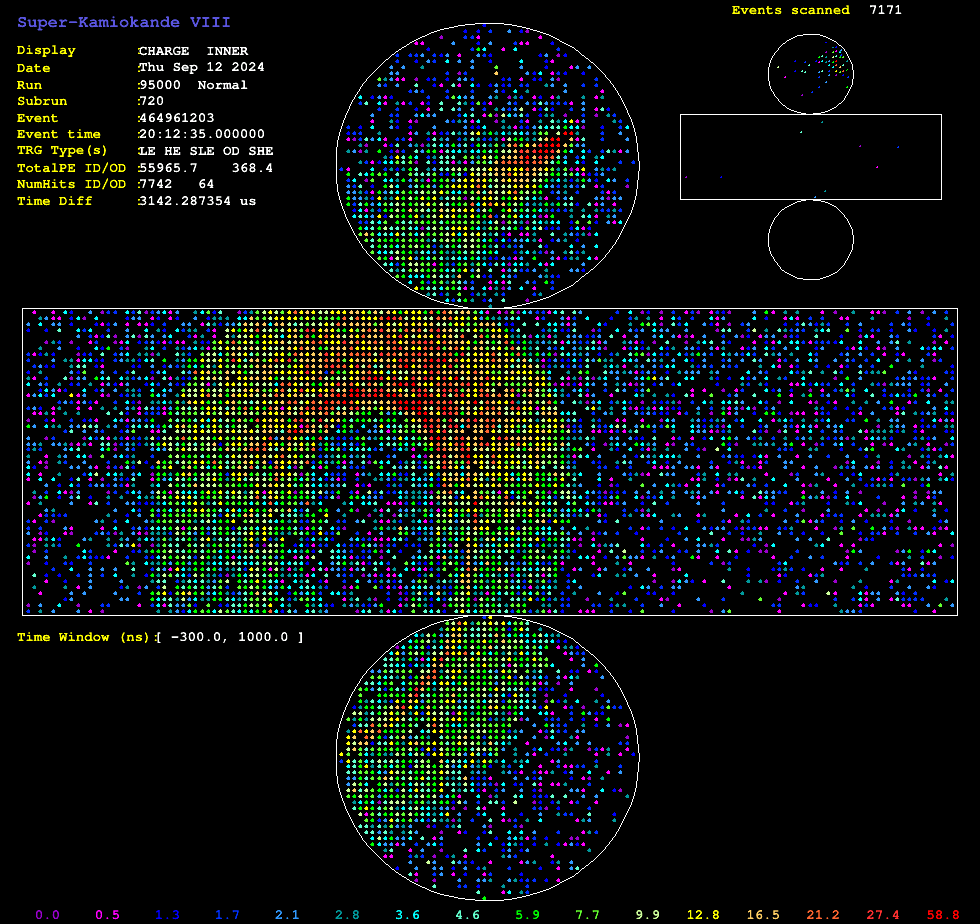 Events scanned 7171
Super-Kamiokande VIII
Display :CHARGE INNER
Date :Thu Sep 12 2024
Run :95000 Normal
Subrun :720
Event :464961203
Event time :20:12:35.000000
TRG Type(s) :LE HE SLE OD SHE
TotalPE ID/OD :55965.7 368.4
NumHits ID/OD :7742 64
Time Diff :3142.287354 us
Time Window (ns):[ -300.0, 1000.0 ]
0.0 0.5 1.3 1.7 2.1 2.8 3.6 4.6 5.9 7.7 9.9 12.8 16.5 21.2 27.4 58.8